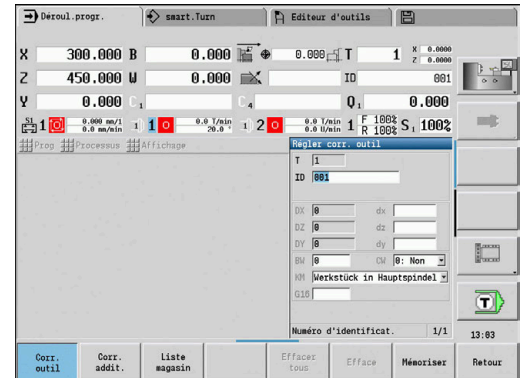 Déroul.progr. smart.Turn Editeur d'outils
X 300.000 B 0.000 0.000 T 1 X 0.0000 Z 0.0000
Z 450.000 U 0.000 ID 001
Y 0.000 C1 C4 Q1 0.000
S1 1 0.000 mm/1 0.0 mm/min 1) 1 0 0.0 T/min 20.0 ° 1) 2 0 0.0 T/min 0.0 U/min 1 F 100% R 100% S1 100%
Prog Processus Affichage
Régler corr. outil
T 1
ID 001
DX 0 dx
DZ 0 dz
DY 0 dy
BW 0 CW 0: Non
KM Werkstück in Hauptspindel
G16
Numéro d'identificat. 1/1
T
13:03
Corr. outil Corr. addit. Liste magasin Effacer tous Efface Mémoriser Retour